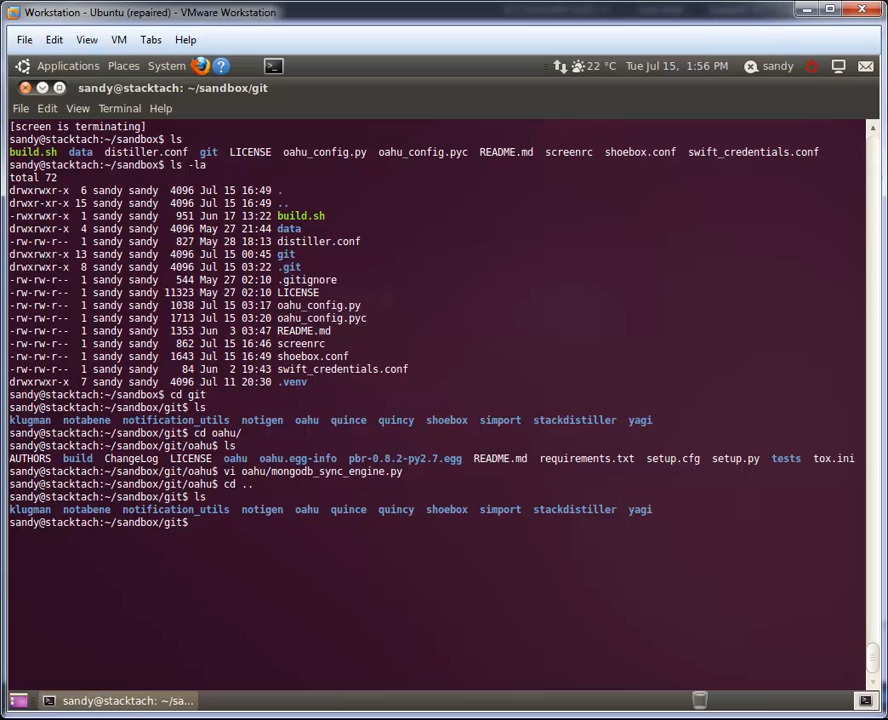 Workstation - Ubuntu (repaired) - VMware Workstation
File Edit View VM Tabs Help
Applications Places System 22 °C Tue Jul 15, 1:56 PM sandy
sandy@stacktach: ~/sandbox/git
File Edit View Terminal Help
[screen is terminating]
sandy@stacktach:~/sandbox$ ls
build.sh data distiller.conf git LICENSE oahu_config.py oahu_config.pyc README.md screenrc shoebox.conf swift_credentials.conf
sandy@stacktach:~/sandbox$ ls -la
total 72
drwxrwxr-x 6 sandy sandy 4096 Jul 15 16:49 .
drwxr-xr-x 15 sandy sandy 4096 Jul 15 16:49 ..
-rwxrwxr-x 1 sandy sandy 951 Jun 17 13:22 build.sh
drwxrwxr-x 4 sandy sandy 4096 May 27 21:44 data
-rw-rw-r-- 1 sandy sandy 827 May 28 18:13 distiller.conf
drwxrwxr-x 13 sandy sandy 4096 Jul 15 00:45 git
drwxrwxr-x 8 sandy sandy 4096 Jul 15 03:22 .git
-rw-rw-r-- 1 sandy sandy 544 May 27 02:10 .gitignore
-rw-rw-r-- 1 sandy sandy 11323 May 27 02:10 LICENSE
-rw-rw-r-- 1 sandy sandy 1038 Jul 15 03:17 oahu_config.py
-rw-rw-r-- 1 sandy sandy 1713 Jul 15 03:20 oahu_config.pyc
-rw-rw-r-- 1 sandy sandy 1353 Jun 3 03:47 README.md
-rw-rw-r-- 1 sandy sandy 862 Jul 15 16:46 screenrc
-rw-rw-r-- 1 sandy sandy 1643 Jul 15 16:49 shoebox.conf
-rw-rw-r-- 1 sandy sandy 84 Jun 2 19:43 swift_credentials.conf
drwxrwxr-x 7 sandy sandy 4096 Jul 11 20:30 .venv
sandy@stacktach:~/sandbox$ cd git
sandy@stacktach:~/sandbox/git$ ls
klugman notabene notification_utils notigen oahu quince quincy shoebox simport stackdistiller yagi
sandy@stacktach:~/sandbox/git$ cd oahu/
sandy@stacktach:~/sandbox/git/oahu$ ls
AUTHORS build ChangeLog LICENSE oahu oahu.egg-info pbr-0.8.2-py2.7.egg README.md requirements.txt setup.cfg setup.py tests tox.ini
sandy@stacktach:~/sandbox/git/oahu$ vi oahu/mongodb_sync_engine.py
sandy@stacktach:~/sandbox/git/oahu$ cd ..
sandy@stacktach:~/sandbox/git$ ls
klugman notabene notification_utils notigen oahu quince quincy shoebox simport stackdistiller yagi
sandy@stacktach:~/sandbox/git$
sandy@stacktach: ~/sa...